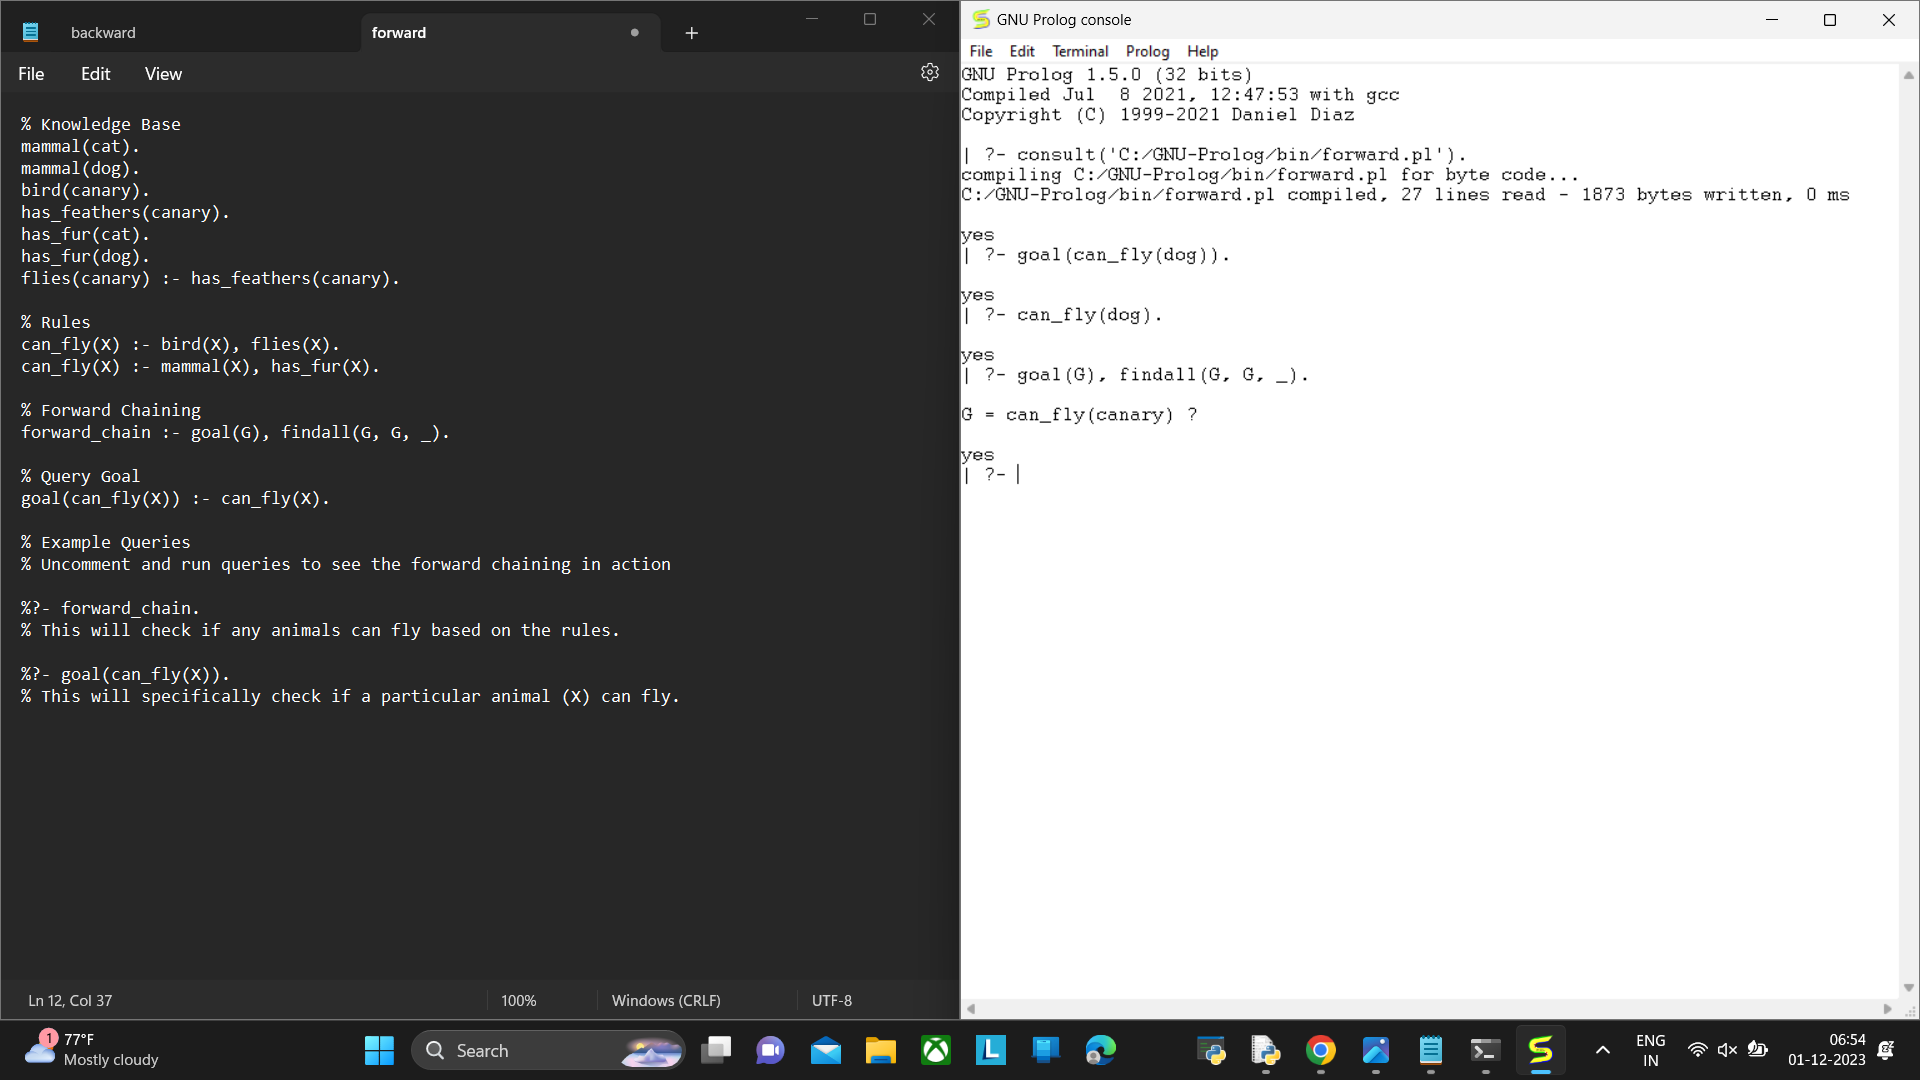 backward
forward
File Edit View
% Knowledge Base
mammal(cat).
mammal(dog).
bird(canary).
has_feathers(canary).
has_fur(cat).
has_fur(dog).
flies(canary) :- has_feathers(canary).
% Rules
can_fly(X) :- bird(X), flies(X).
can_fly(X) :- mammal(X), has_fur(X).
% Forward Chaining
forward_chain :- goal(G), findall(G, G, _).
% Query Goal
goal(can_fly(X)) :- can_fly(X).
% Example Queries
% Uncomment and run queries to see the forward chaining in action
%?- forward_chain.
% This will check if any animals can fly based on the rules.
%?- goal(can_fly(X)).
% This will specifically check if a particular animal (X) can fly.
Ln 12, Col 37 100% Windows (CRLF) UTF-8
GNU Prolog console
File Edit Terminal Prolog Help
GNU Prolog 1.5.0 (32 bits)
Compiled Jul  8 2021, 12:47:53 with gcc
Copyright (C) 1999-2021 Daniel Diaz
| ?- consult('C:/GNU-Prolog/bin/forward.pl').
compiling C:/GNU-Prolog/bin/forward.pl for byte code...
C:/GNU-Prolog/bin/forward.pl compiled, 27 lines read - 1873 bytes written, 0 ms
yes
| ?- goal(can_fly(dog)).
yes
| ?- can_fly(dog).
yes
| ?- goal(G), findall(G, G, _).
G = can_fly(canary) ?
yes
| ?-
1
77°F
Mostly cloudy
Search
ENG
IN
06:54
01-12-2023